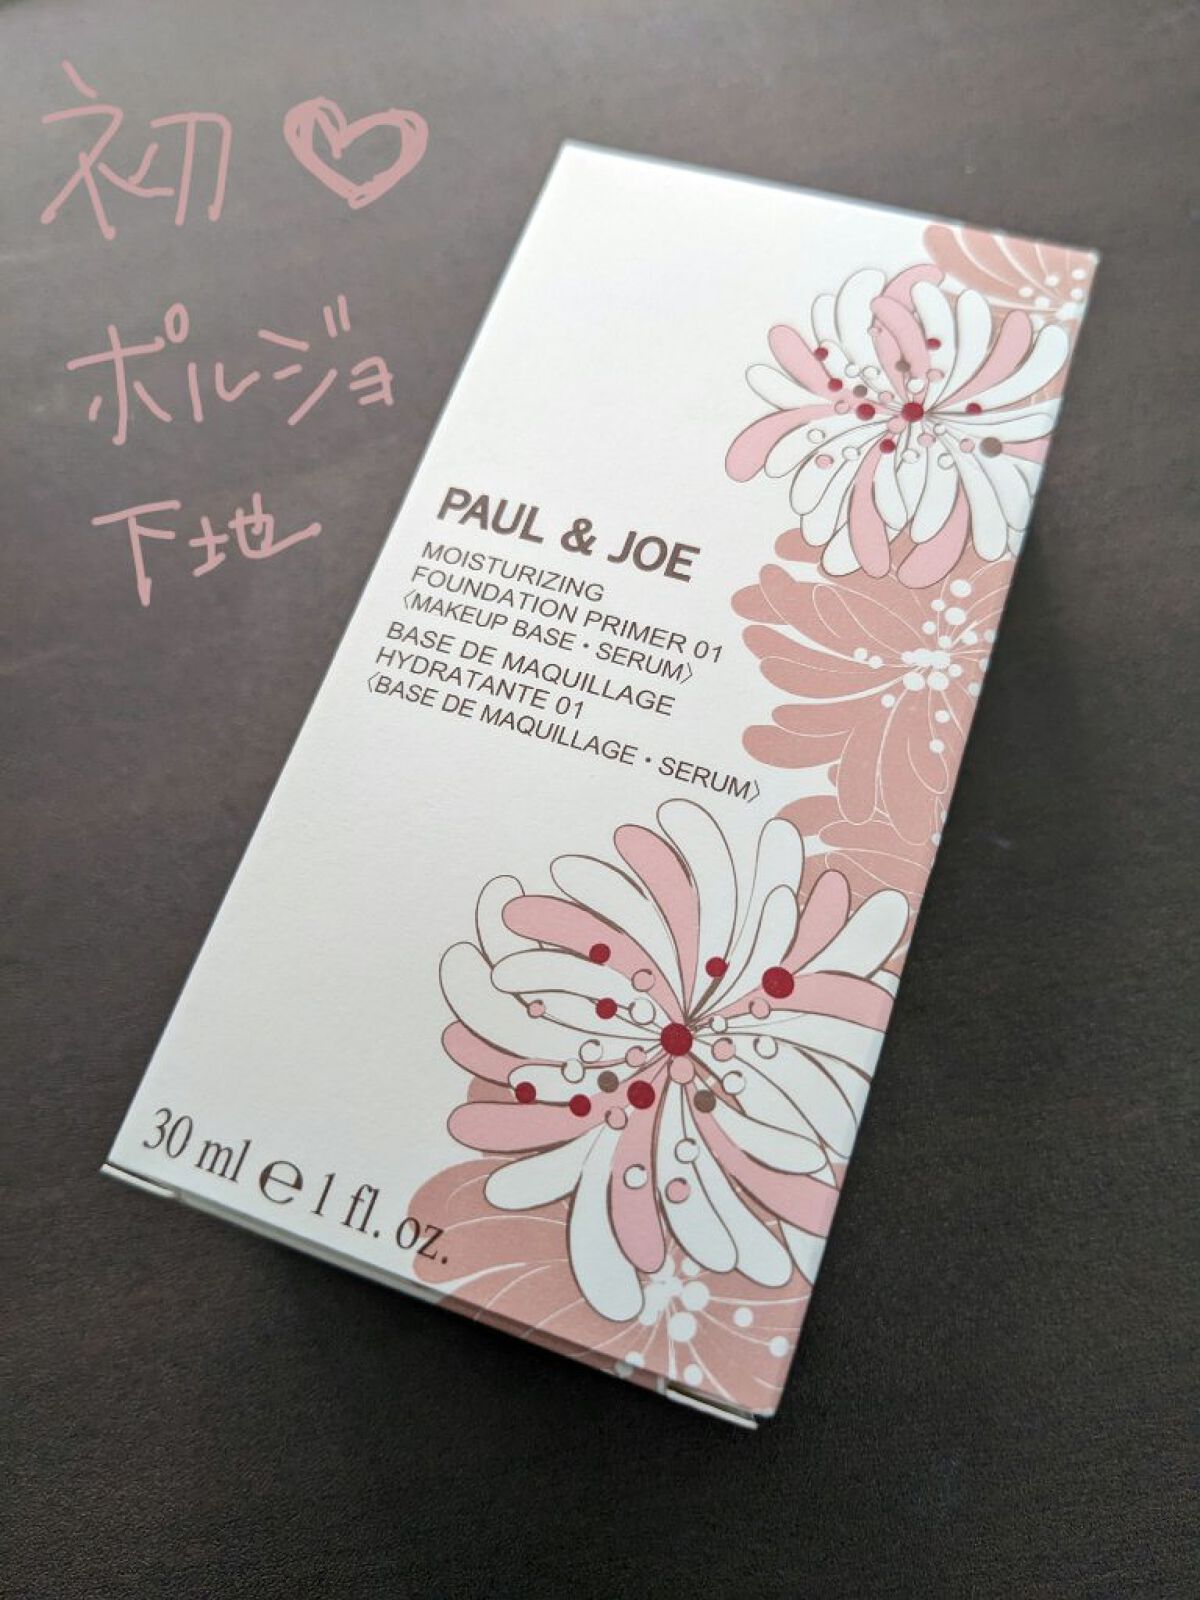 初♡
ポルジョ
下地
PAUL & JOE
MOISTURIZING
FOUNDATION PRIMER 01
〈MAKEUP BASE・SERUM〉
BASE DE MAQUILLAGE
HYDRATANTE 01
〈BASE DE MAQUILLAGE・SERUM〉
30 ml ℮ 1 fl. oz.